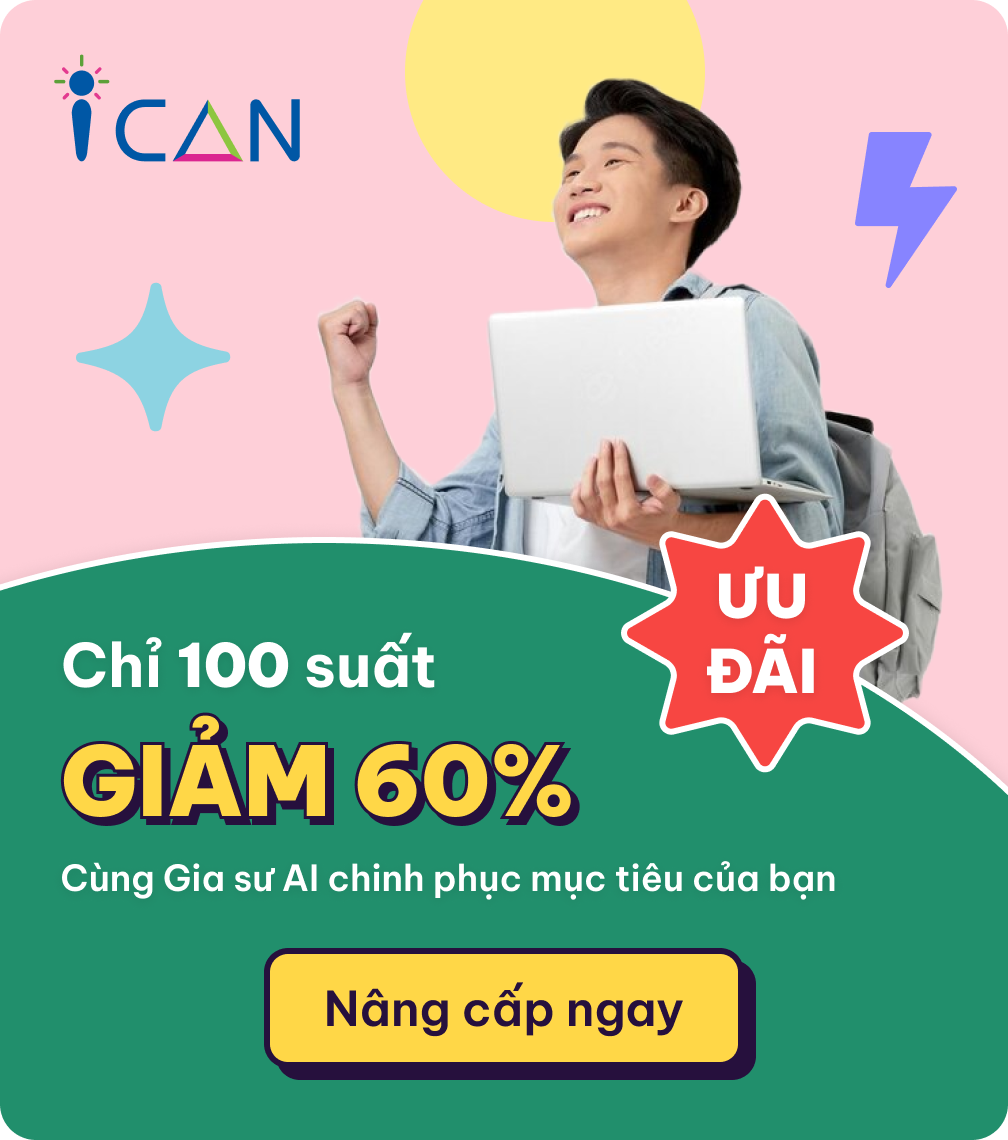 iCAN
ƯU
ĐÃI
Chỉ 100 suất
GIẢM 60%
Cùng Gia sư AI chinh phục mục tiêu của bạn
Nâng cấp ngay